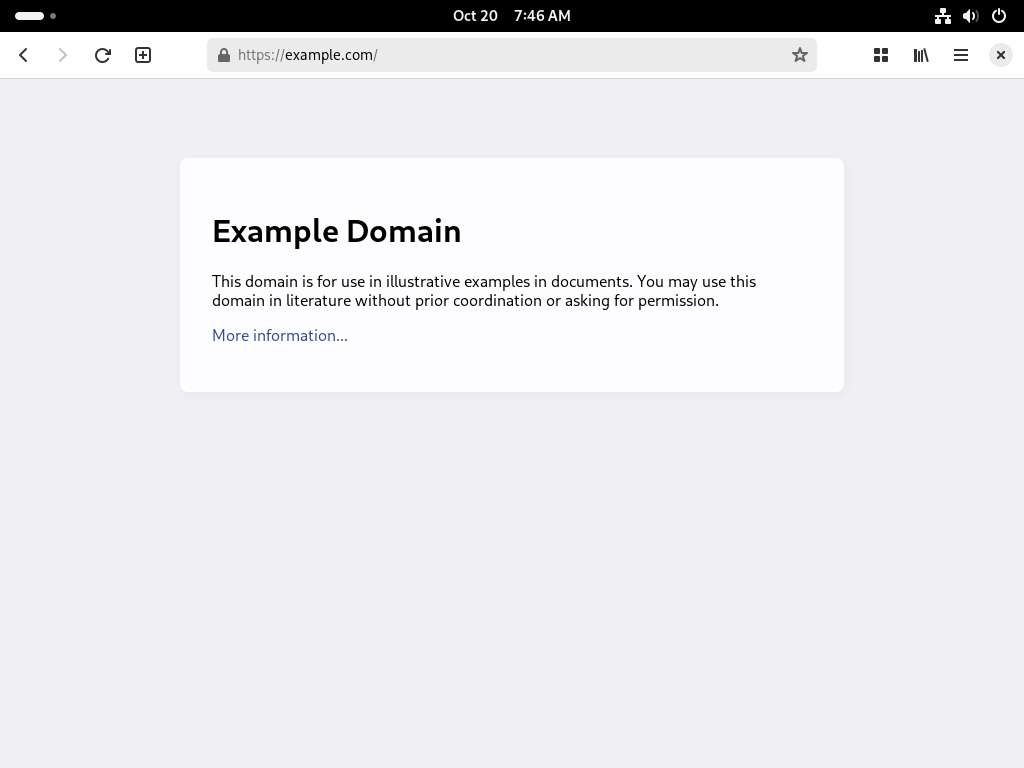 Oct 20 7:46 AM
https://example.com/
Example Domain
This domain is for use in illustrative examples in documents. You may use this
domain in literature without prior coordination or asking for permission.
More information...